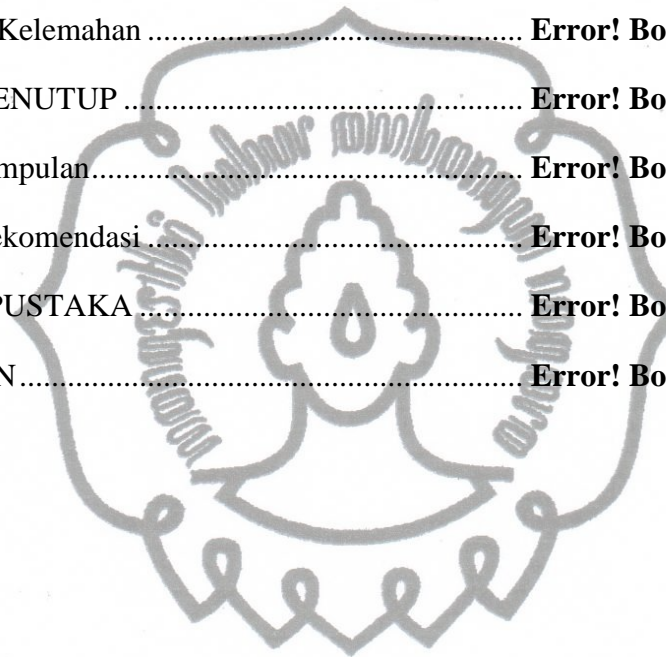 Kelemahan ................................................ Error! Bo
ENUTUP ................................................... Error! Bo
mpulan....................................................... Error! Bo
ekomendasi ................................................ Error! Bo
PUSTAKA.................................................. Error! Bo
N................................................................ Error! Bo